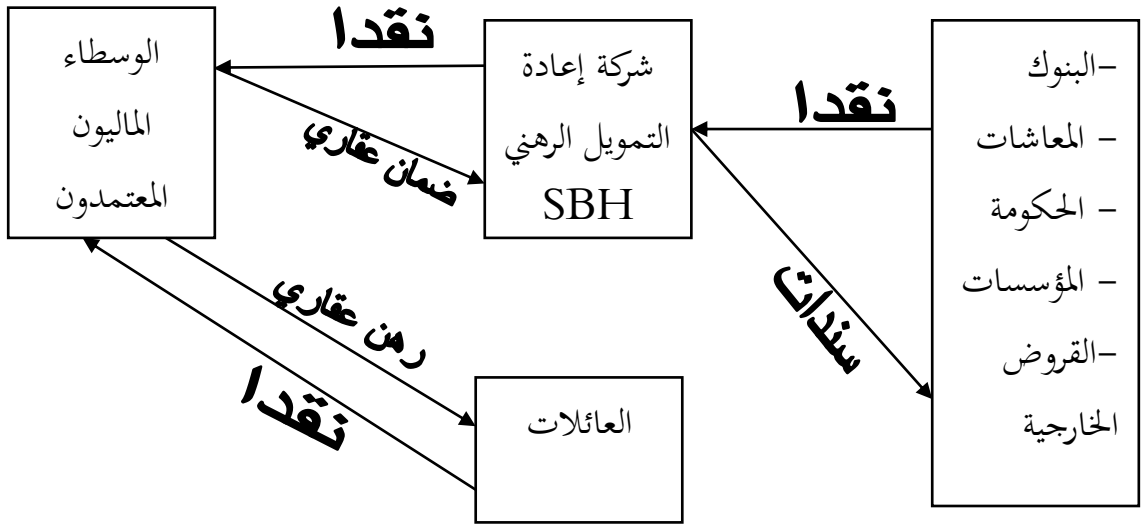 –البنوك
– المعاشات
– الحكومة
– المؤسسات
–القروض
الخارجية
نقدا
سندات
شركة إعادة
التمويل الرهني
SBH
نقدا
ضمان عقاري
الوسطاء
الماليون
المعتمدون
رهن عقاري
نقدا
العائلات